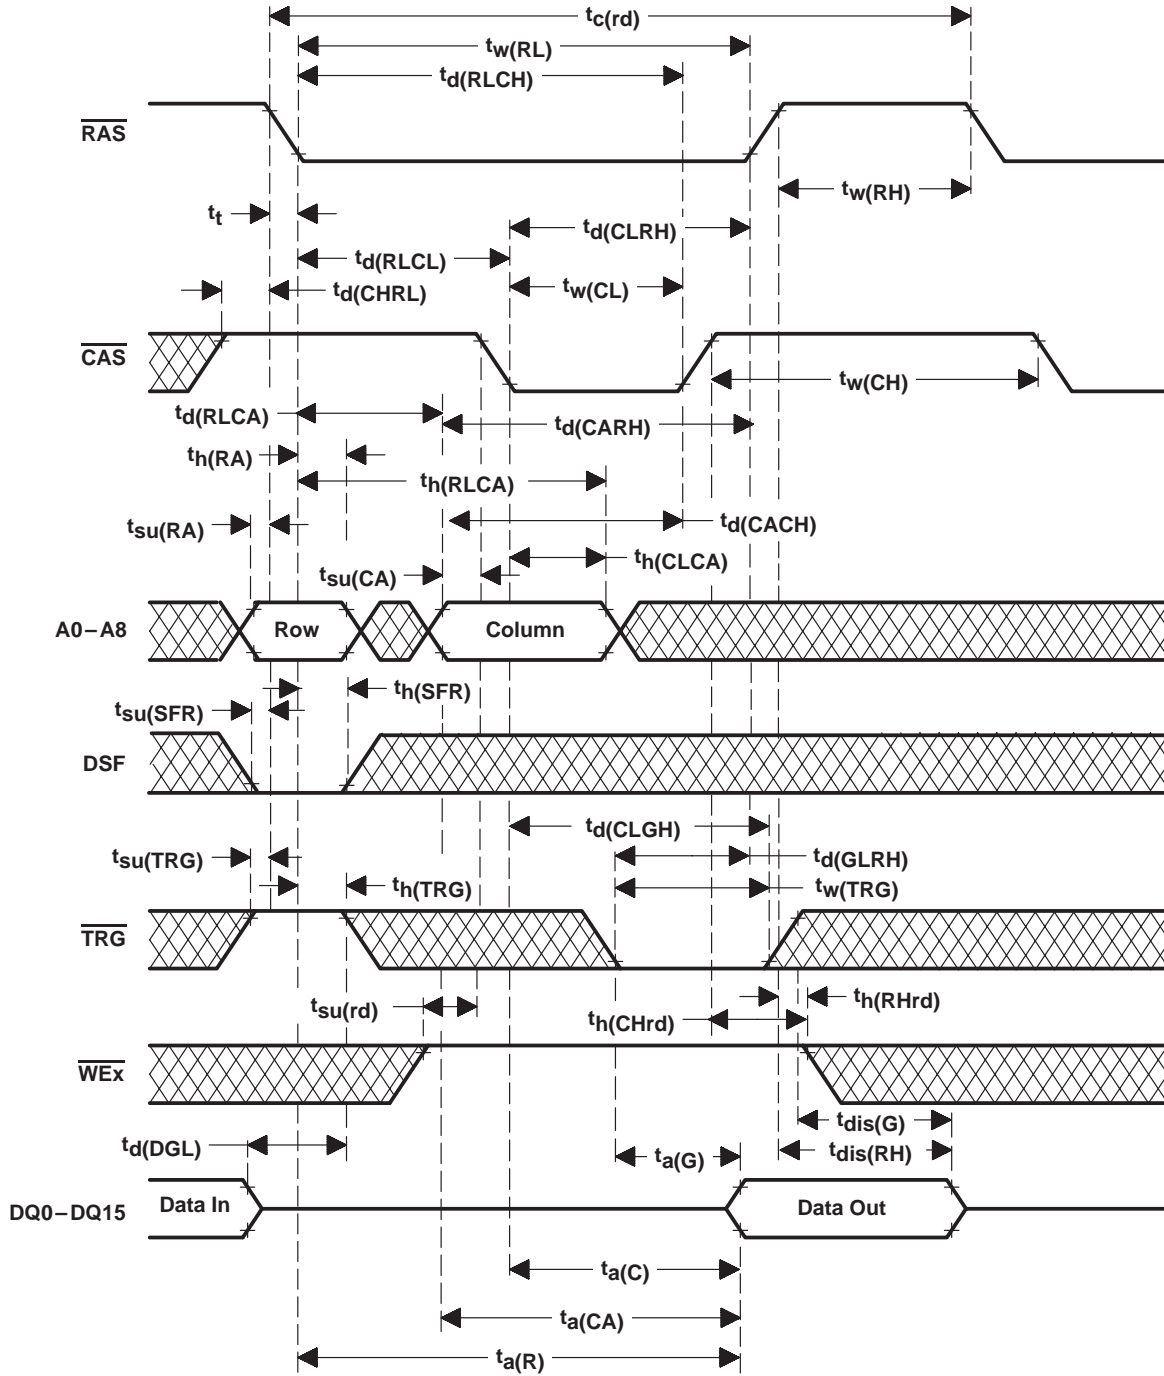 tc(rd)
tw(RL)
td(RLCH)
RAS
tw(RH)
tt
td(CLRH)
td(RLCL)
tw(CL)
td(CHRL)
CAS
tw(CH)
td(RLCA)
td(CARH)
th(RA)
th(RLCA)
tsu(RA)
td(CACH)
th(CLCA)
tsu(CA)
A0–A8
Row
Column
th(SFR)
tsu(SFR)
DSF
td(CLGH)
tsu(TRG)
td(GLRH)
th(TRG)
tw(TRG)
TRG
tsu(rd)
th(RHrd)
th(CHrd)
WEx
tdis(G)
td(DGL)
ta(G)
tdis(RH)
DQ0–DQ15
Data In
Data Out
ta(C)
ta(CA)
ta(R)